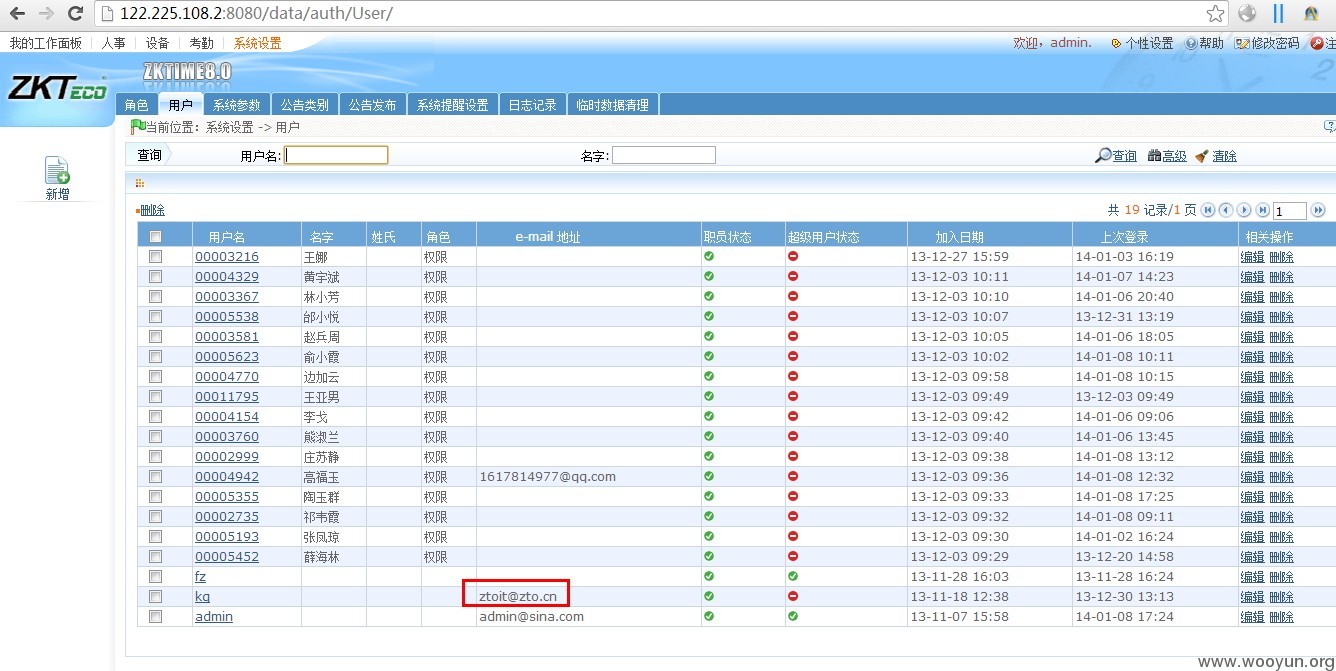 122.225.108.2:8080/data/auth/User/
我的工作面板 人事 设备 考勤 系统设置 欢迎，admin. 个性设置 帮助 修改密码
ZKTECO ZKTIME8.0
角色 用户 系统参数 公告类别 公告发布 系统提醒设置 日志记录 临时数据清理
当前位置：系统设置 -> 用户
查询 用户名: 名字: 查询 高级 清除
新增
删除 共 19 记录/1 页 1
用户名 名字 姓氏 角色 e-mail 地址 职员状态 超级用户状态 加入日期 上次登录 相关操作
00003216 王娜 权限 13-12-27 15:59 14-01-03 16:19 编辑 删除
00004329 黄宇斌 权限 13-12-03 10:11 14-01-07 14:23 编辑 删除
00003367 林小芳 权限 13-12-03 10:10 14-01-06 20:40 编辑 删除
00005538 邰小悦 权限 13-12-03 10:07 13-12-31 13:19 编辑 删除
00003581 赵兵周 权限 13-12-03 10:05 14-01-06 18:05 编辑 删除
00005623 俞小霞 权限 13-12-03 10:02 14-01-08 10:11 编辑 删除
00004770 边加云 权限 13-12-03 09:58 14-01-08 10:15 编辑 删除
00011795 王亚男 权限 13-12-03 09:49 13-12-03 09:49 编辑 删除
00004154 李戈 权限 13-12-03 09:42 14-01-06 09:06 编辑 删除
00003760 熊淑兰 权限 13-12-03 09:40 14-01-06 13:45 编辑 删除
00002999 庄苏静 权限 13-12-03 09:38 14-01-08 13:12 编辑 删除
00004942 高福玉 权限 1617814977@qq.com 13-12-03 09:36 14-01-08 12:32 编辑 删除
00005355 陶玉群 权限 13-12-03 09:33 14-01-08 17:25 编辑 删除
00002735 祁韦霞 权限 13-12-03 09:32 14-01-08 09:11 编辑 删除
00005193 张凤琼 权限 13-12-03 09:30 14-01-02 16:24 编辑 删除
00005452 薛海林 权限 13-12-03 09:29 13-12-20 14:58 编辑 删除
fz 13-11-28 16:03 13-11-28 16:24 编辑 删除
kq ztoit@zto.cn 13-11-18 12:38 13-12-30 13:13 编辑 删除
admin admin@sina.com 13-11-07 15:58 14-01-08 17:24 编辑 删除
www.wooyun.org